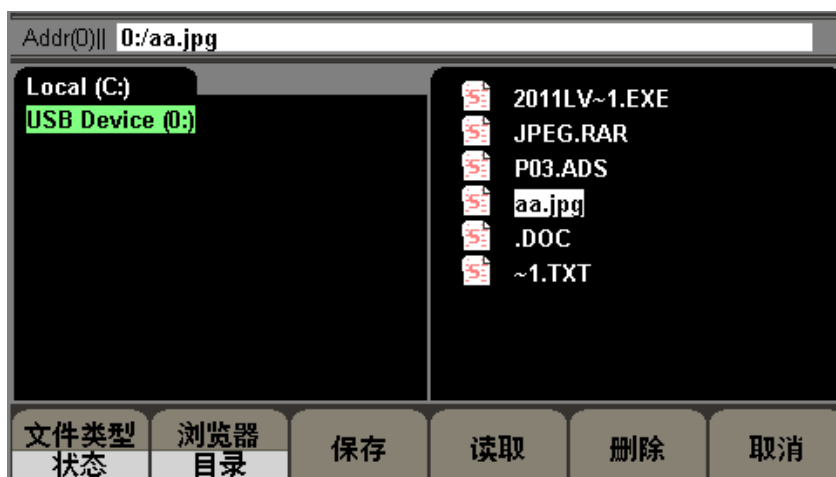 Addr(0)|| 0:/aa.jpg
Local (C:)
USB Device (0:)
2011LV~1.EXE
JPEG.RAR
P03.ADS
aa.jpg
.DOC
~1.TXT
文件类型 浏览器 保存 读取 删除 取消
状态 目录